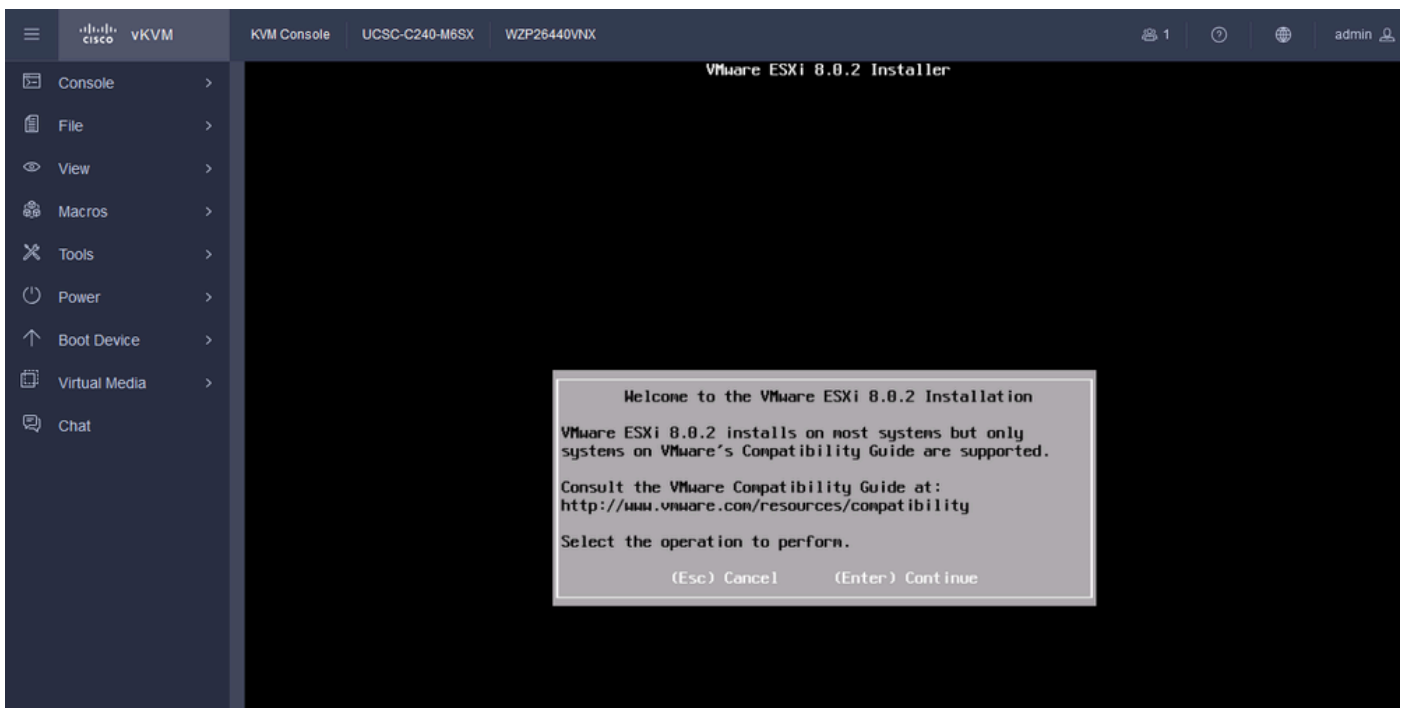 cisco vKVM
KVM Console
UCSC-C240-M6SX
WZP26440VNX
1
admin
Console
File
View
Macros
Tools
Power
Boot Device
Virtual Media
Chat
VMware ESXi 8.0.2 Installer
Welcome to the VMware ESXi 8.0.2 Installation
VMware ESXi 8.0.2 installs on most systems but only
systems on VMware's Compatibility Guide are supported.
Consult the VMware Compatibility Guide at:
http://www.vmware.com/resources/compatibility
Select the operation to perform.
(Esc) Cancel (Enter) Continue